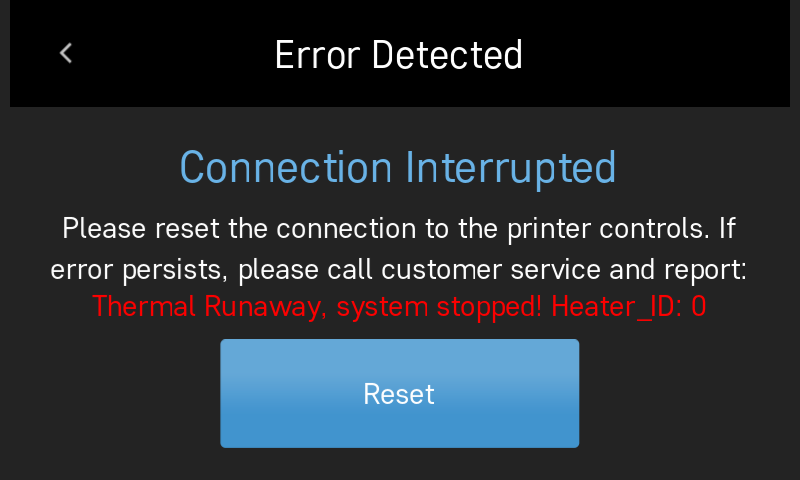 Error Detected
Connection Interrupted
Please reset the connection to the printer controls. If
error persists, please call customer service and report:
Thermal Runaway, system stopped! Heater_ID: 0
Reset